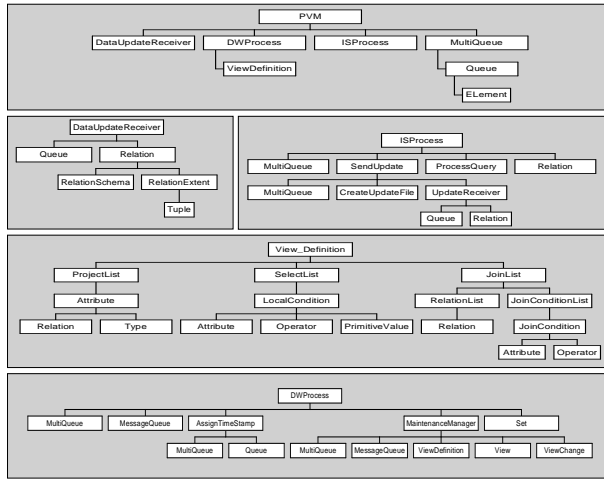 PVM
DataUpdateReceiver DWProcess ISProcess MultiQueue
ViewDefinition Queue
ELement
DataUpdateReceiver
Queue Relation
RelationSchema RelationExtent
Tuple
ISProcess
MultiQueue SendUpdate ProcessQuery Relation
MultiQueue CreateUpdateFile UpdateReceiver
Queue Relation
View_Definition
ProjectList SelectList JoinList
Attribute LocalCondition RelationList JoinConditionList
Relation Type Attribute Operator PrimitiveValue Relation JoinCondition
Attribute Operator
DWProcess
MultiQueue MessageQueue AssignTimeStamp MaintenanceManager Set
MultiQueue Queue MultiQueue MessageQueue ViewDefinition View ViewChange